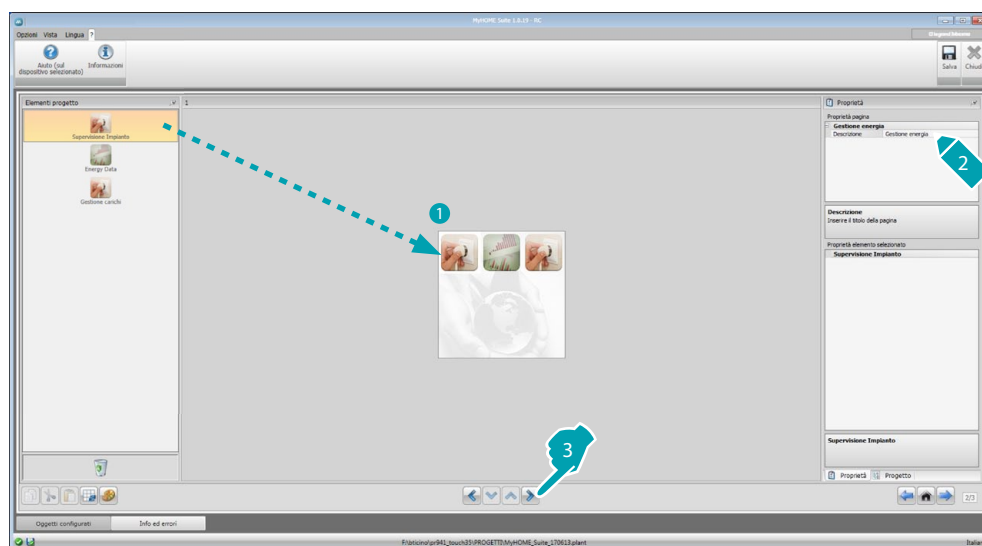 MyHOME Suite 1.0.19 - RC
Opzioni Vista Lingua ?
Aiuto (sul dispositivo selezionato)
Informazioni
Salva
Chiudi
Elementi progetto
1
Supervisione Impianto
Energy Data
Gestione carichi
1
Proprietà
Proprietà pagina
Gestione energia
Descrizione Gestione energia
2
Descrizione
Inserire il titolo della pagina
Proprietà elemento selezionato
Supervisione Impianto
3
Supervisione Impianto
Proprietà Progetto
2/3
Oggetti configurati Info ed errori
F:\bticino\pr941_touch35\PROGETTI\MyHOME_Suite_170613.plant